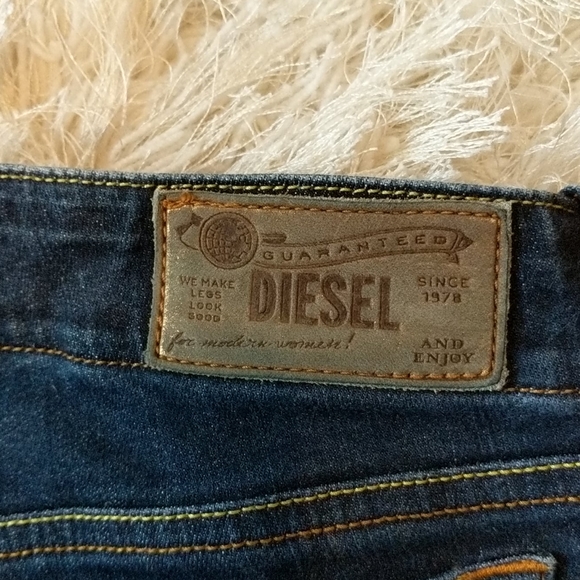 GUARANTEED
WE MAKE
LEGS
LOOK
GOOD
DIESEL
SINCE
1978
for modern women!
AND
ENJOY